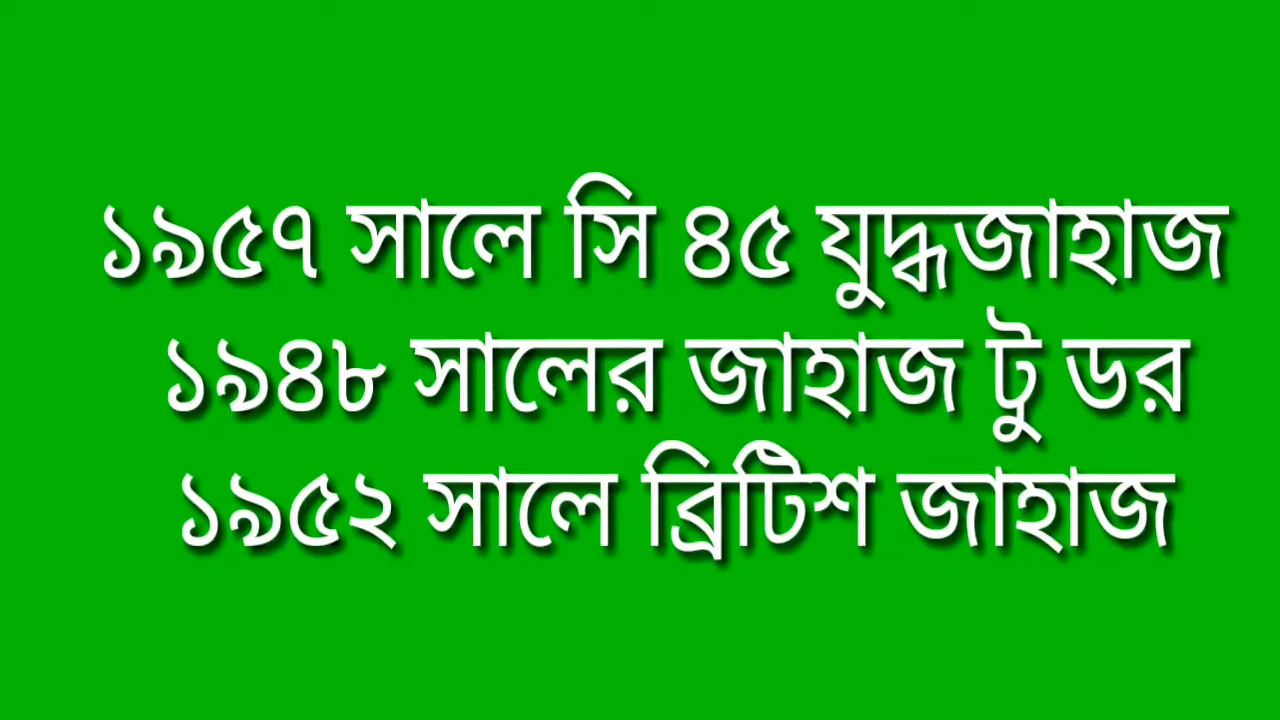 ১৯৫৭ সালে সি ৪৫ যুদ্ধজাহাজ
১৯৪৮ সালের জাহাজ টু ডর
১৯৫২ সালে ব্রিটিশ জাহাজ